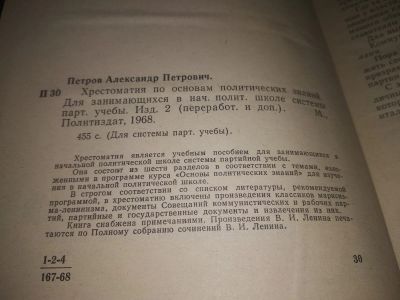 Петров Александр Петрович.
П 30 Хрестоматия по основам политических знаний.
Для занимающихся в нач. полит. школе системы
парт. учебы. Изд. 2 (переработ. и доп.). М.,
Политиздат, 1968.
455 с. (Для системы парт. учебы).
Хрестоматия является учебным пособием для занимающихся в
начальной политической школе системы партийной учебы.
Она состоит из шести разделов в соответствии с темами, изло-
женными в программе курса «Основы политических знаний» для изуче-
ния в начальной политической школе.
В строгом соответствии со списком литературы, рекомендуемой
программой, в хрестоматию включены произведения классиков марксиз-
ма-ленинизма, документы Совещаний коммунистических и рабочих пар-
тий, партийные и государственные документы и извлечения из них.
Книга снабжена примечаниями. Произведения В. И. Ленина печа-
таются по Полному собранию сочинений В. И. Ленина.
1-2-4
167-68
30